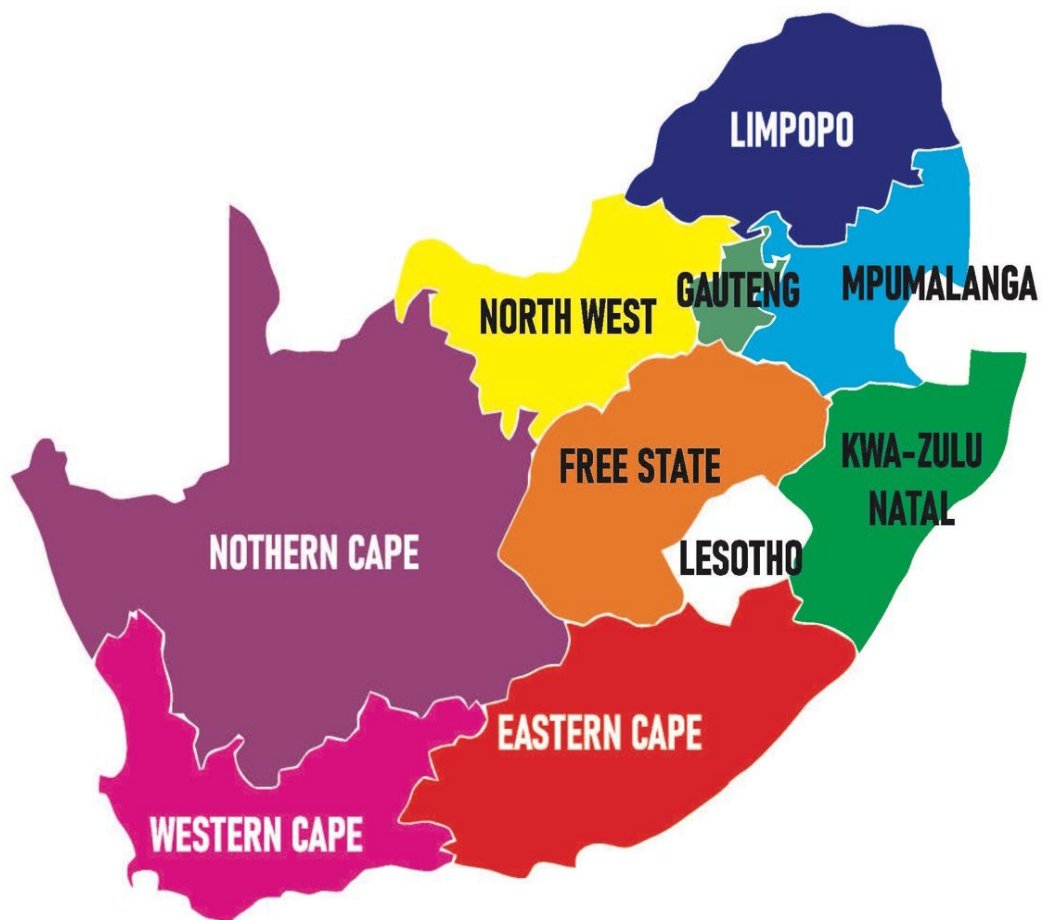 LIMPOPO
MPUMALANGA
GAUTENG
NORTH WEST
KWA-ZULU
NATAL
FREE STATE
LESOTHO
NOTHERN CAPE
EASTERN CAPE
WESTERN CAPE